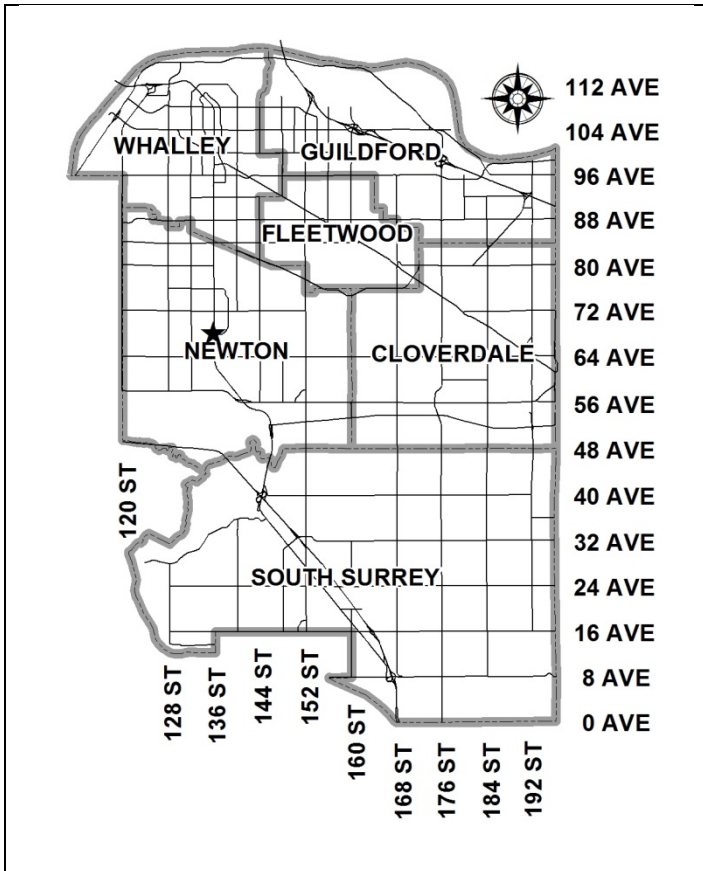 112 AVE
104 AVE
WHALLEY
GUILDFORD
96 AVE
88 AVE
FLEETWOOD
80 AVE
72 AVE
NEWTON
CLOVERDALE
64 AVE
56 AVE
48 AVE
120 ST
40 AVE
32 AVE
SOUTH SURREY
24 AVE
16 AVE
8 AVE
0 AVE
128 ST
136 ST
144 ST
152 ST
160 ST
168 ST
176 ST
184 ST
192 ST